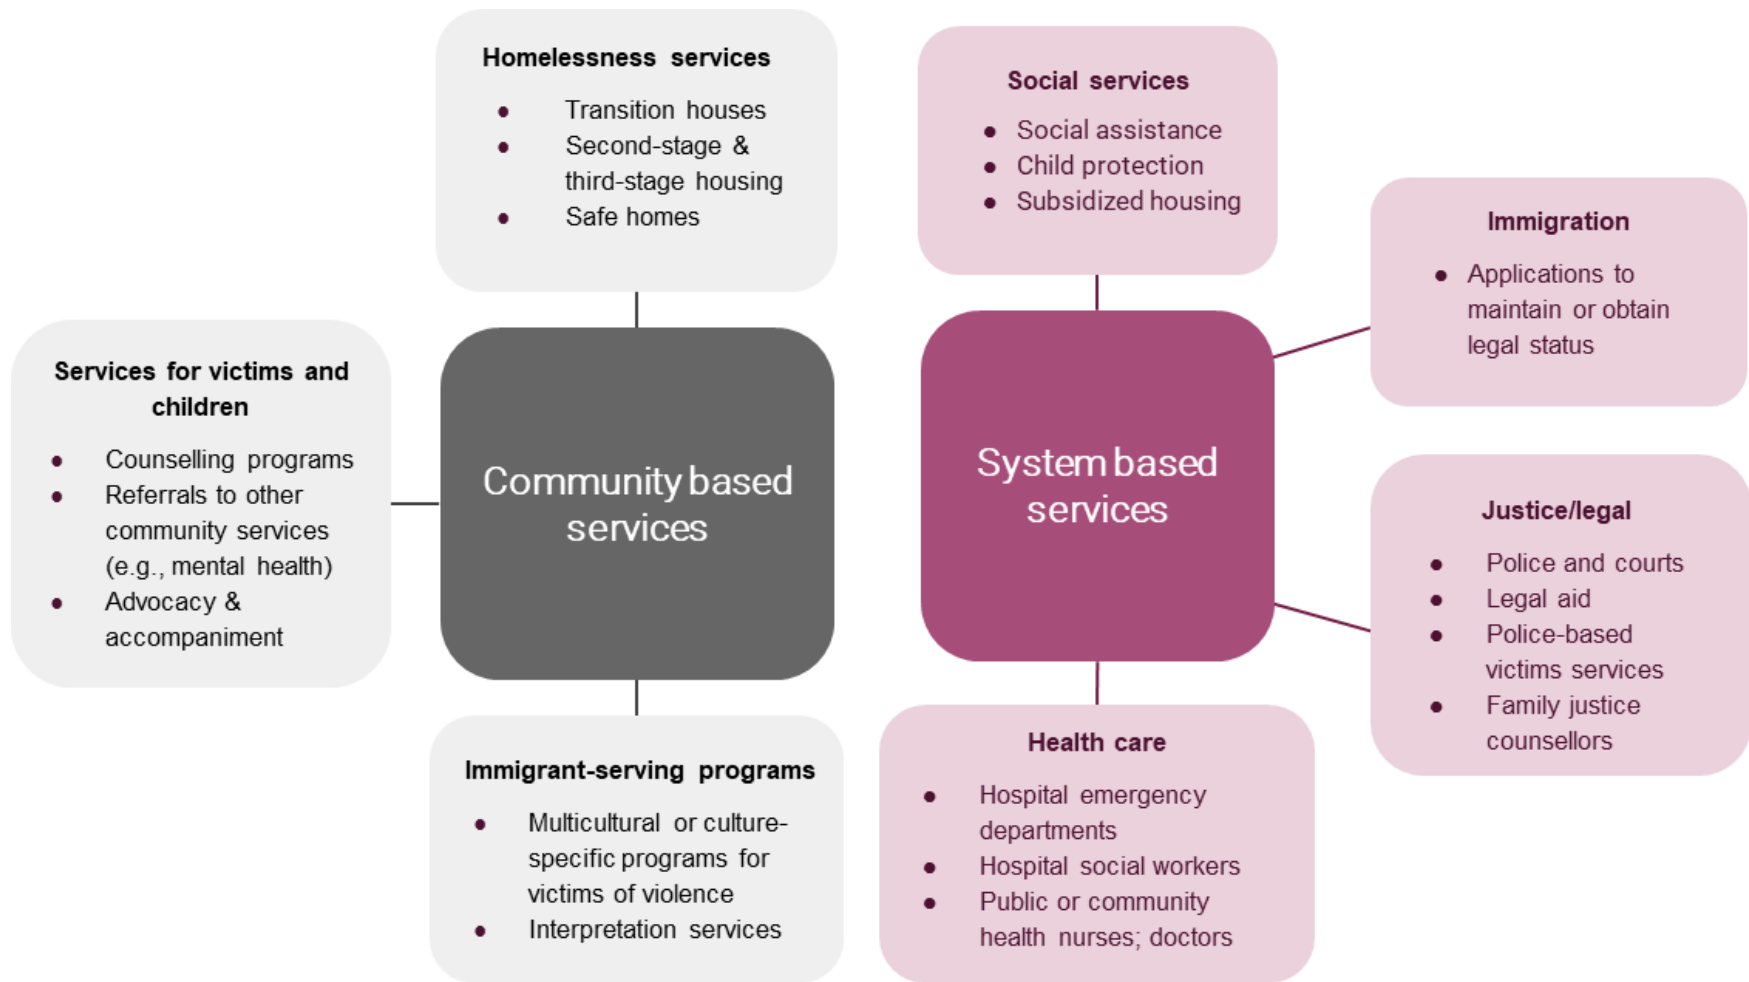 Homelessness services
● Transition houses
● Second-stage &
third-stage housing
● Safe homes
Services for victims and
children
● Counselling programs
● Referrals to other
community services
(e.g., mental health)
● Advocacy &
accompaniment
Community based
services
Immigrant-serving programs
● Multicultural or culture-
specific programs for
victims of violence
● Interpretation services
Social services
● Social assistance
● Child protection
● Subsidized housing
System based
services
Immigration
● Applications to
maintain or obtain
legal status
Justice/legal
● Police and courts
● Legal aid
● Police-based
victims services
● Family justice
counsellors
Health care
● Hospital emergency
departments
● Hospital social workers
● Public or community
health nurses; doctors